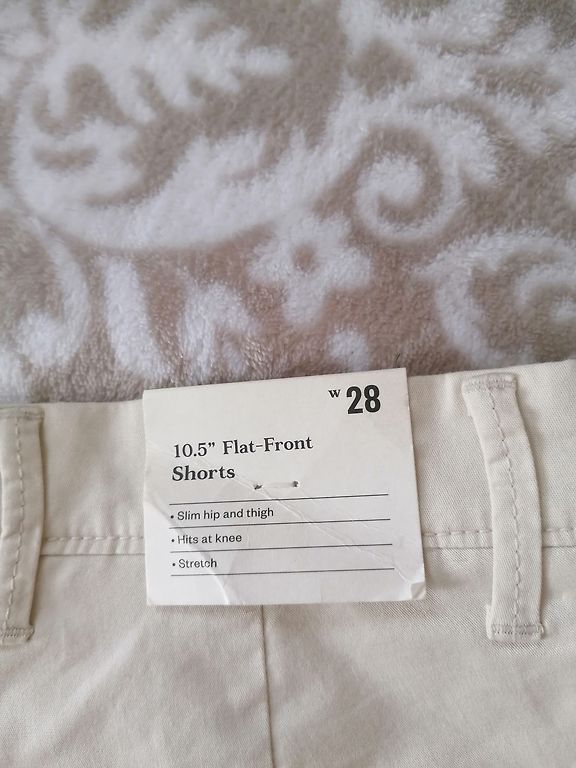 W 28
10.5” Flat-Front
Shorts
• Slim hip and thigh
• Hits at knee
• Stretch